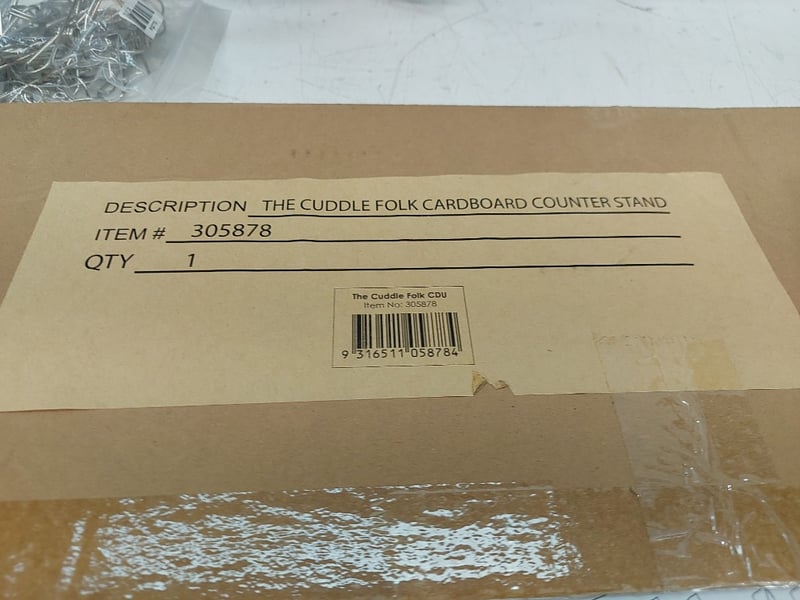 DESCRIPTION THE CUDDLE FOLK CARDBOARD COUNTER STAND
ITEM # 305878
QTY 1
The Cuddle Folk CDU
Item No: 305878
9 316511 058784